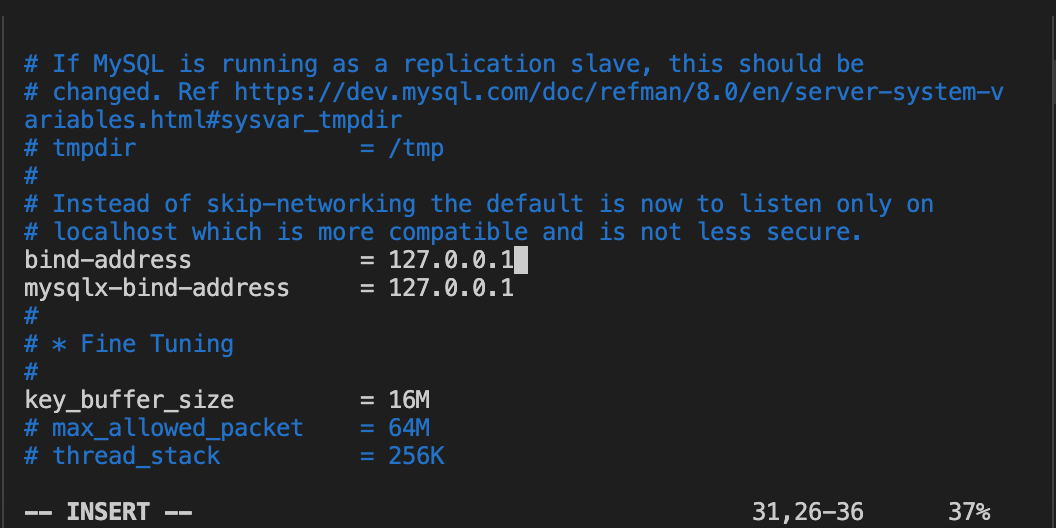 # If MySQL is running as a replication slave, this should be
# changed. Ref https://dev.mysql.com/doc/refman/8.0/en/server-system-v
ariables.html#sysvar_tmpdir
# tmpdir                = /tmp
#
# Instead of skip-networking the default is now to listen only on
# localhost which is more compatible and is not less secure.
bind-address            = 127.0.0.1
mysqlx-bind-address     = 127.0.0.1
#
# * Fine Tuning
#
key_buffer_size         = 16M
# max_allowed_packet    = 64M
# thread_stack          = 256K
-- INSERT --                                        31,26-36      37%